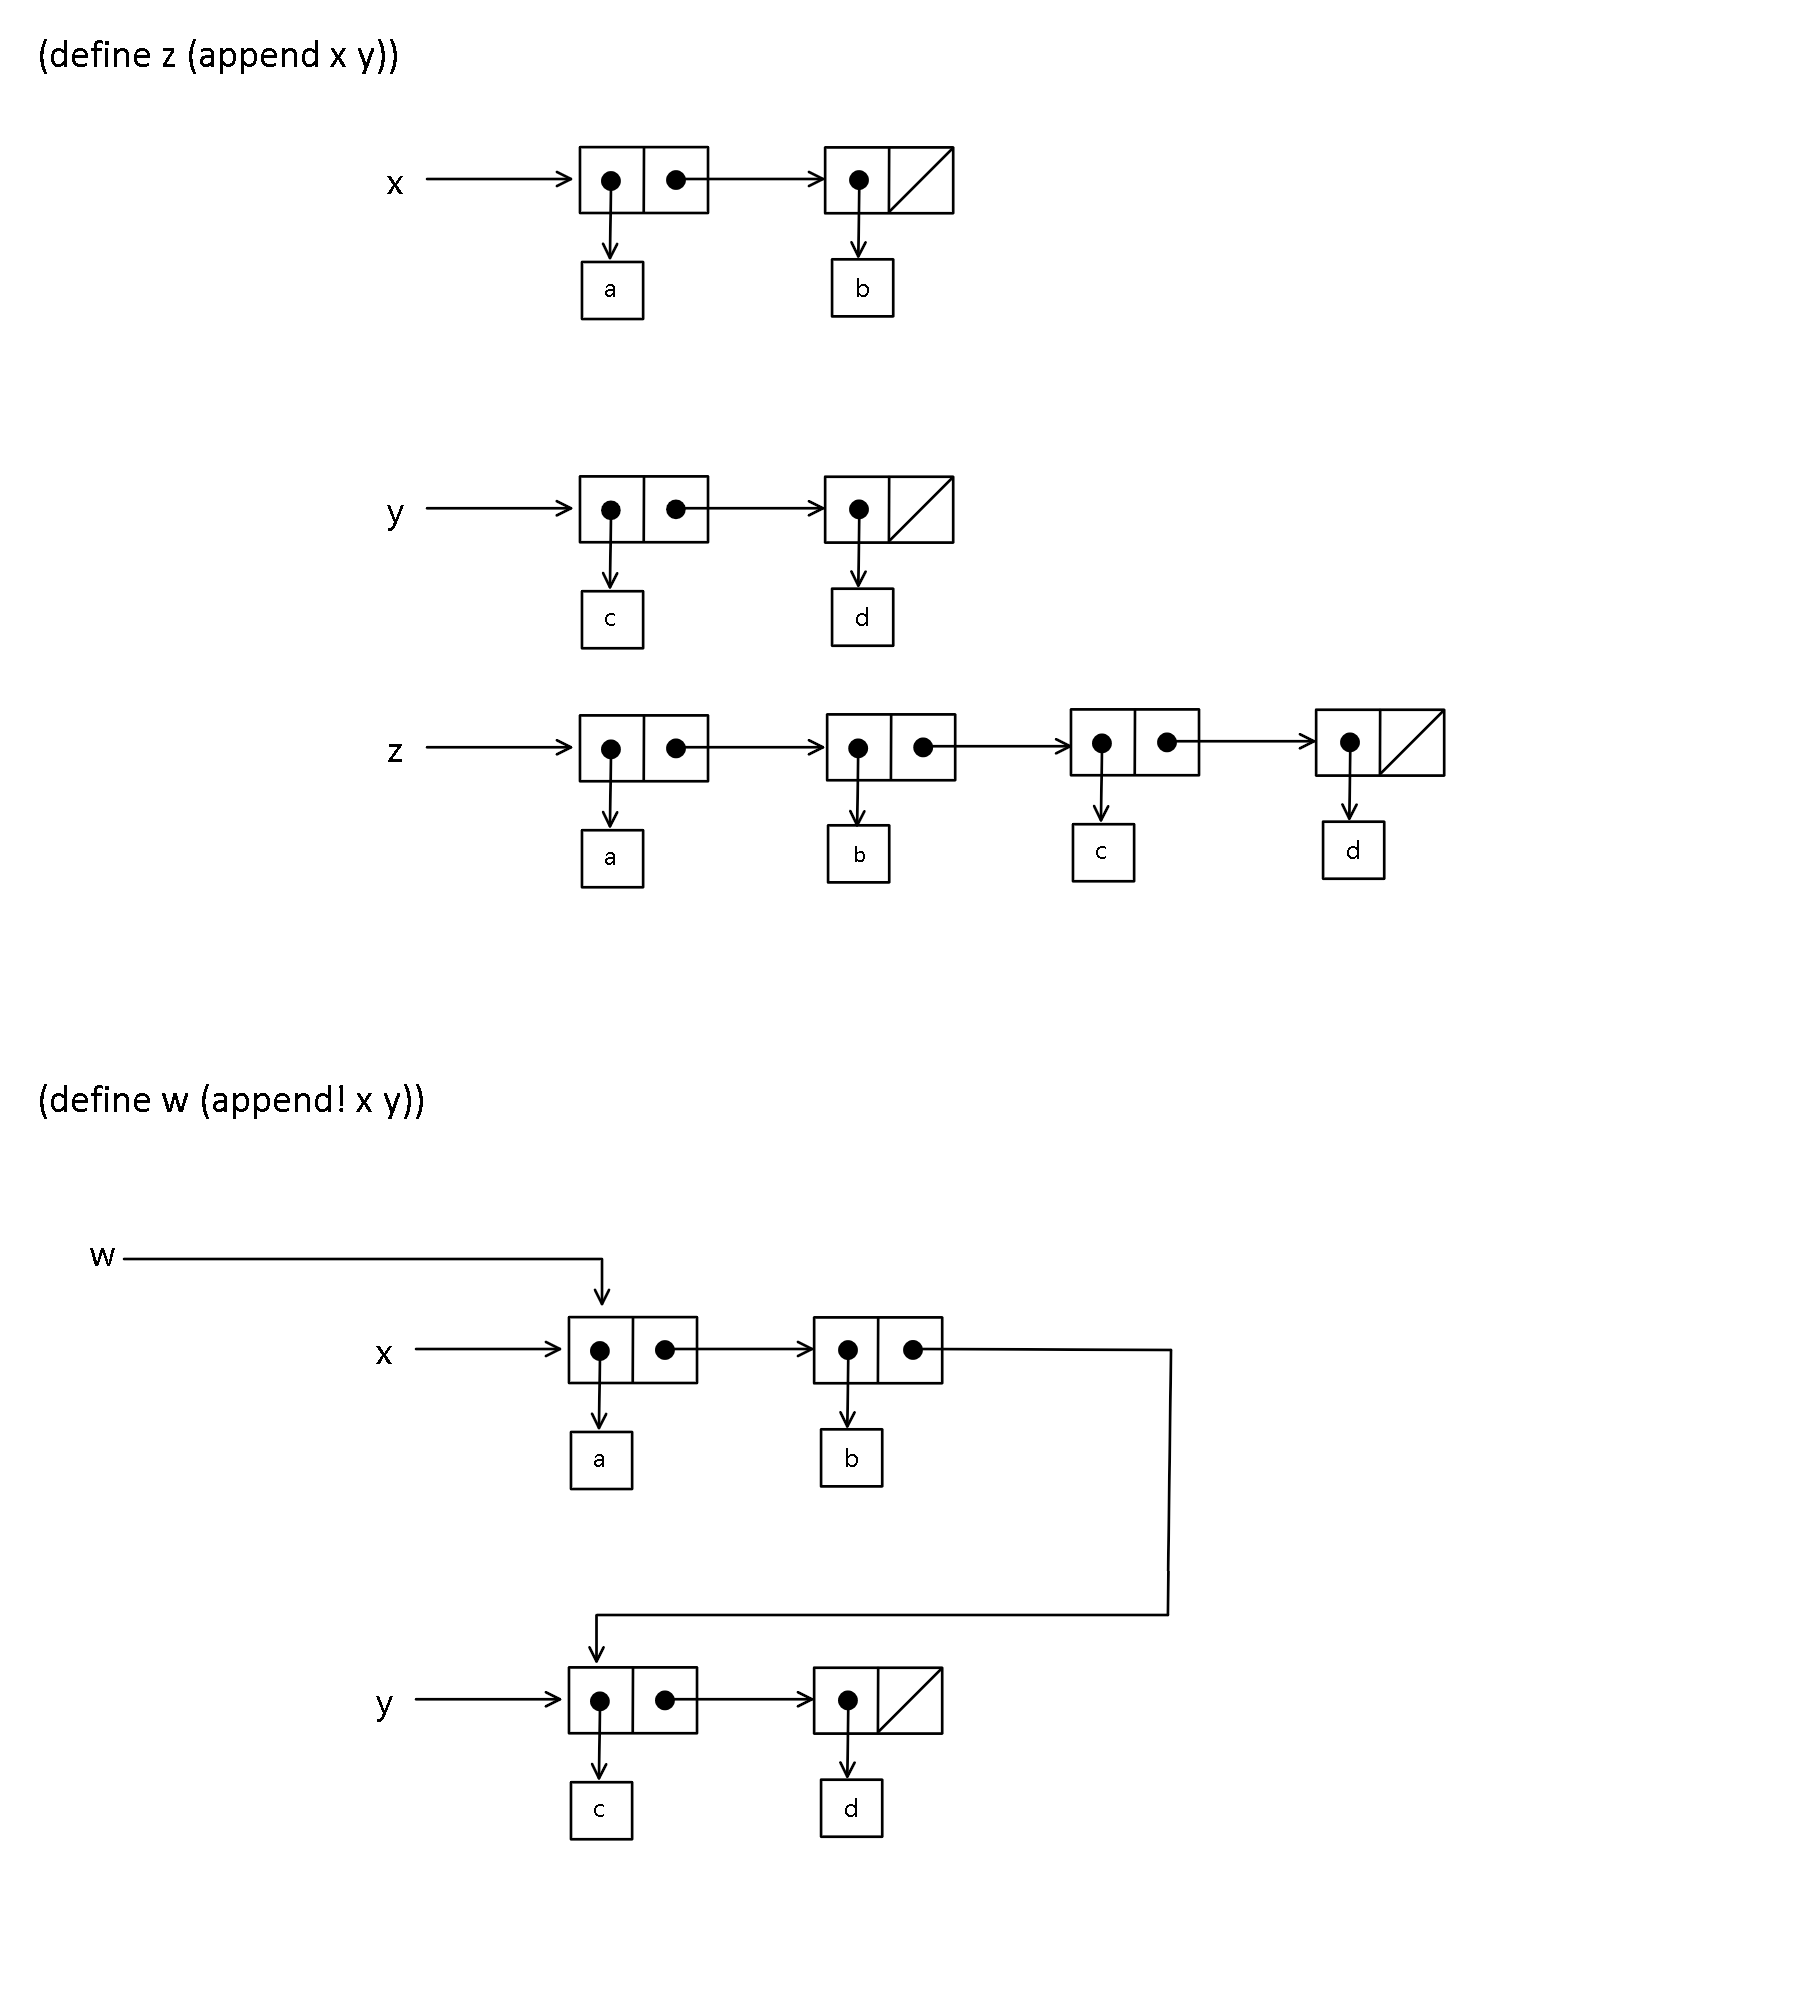 (define z (append x y))
x
a b
y
c d
z
a b c d
(define w (append! x y))
w
x
a b
y
c d